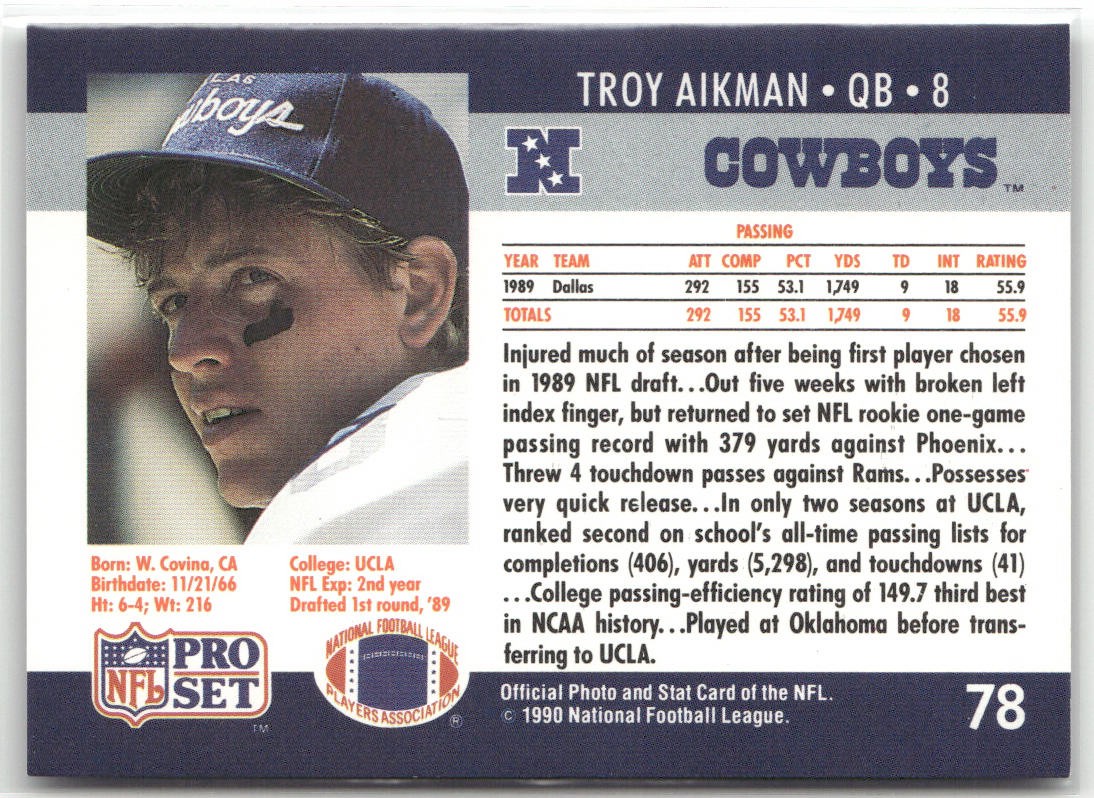 LAS
wboys
TROY AIKMAN • QB • 8
N
COWBOYS TM
PASSING
YEAR TEAM ATT COMP PCT YDS TD INT RATING
1989 Dallas 292 155 53.1 1,749 9 18 55.9
TOTALS 292 155 53.1 1,749 9 18 55.9
Injured much of season after being first player chosen
in 1989 NFL draft...Out five weeks with broken left
index finger, but returned to set NFL rookie one-game
passing record with 379 yards against Phoenix...
Threw 4 touchdown passes against Rams...Possesses
very quick release...In only two seasons at UCLA,
ranked second on school's all-time passing lists for
completions (406), yards (5,298), and touchdowns (41)
...College passing-efficiency rating of 149.7 third best
in NCAA history...Played at Oklahoma before trans-
ferring to UCLA.
Born: W. Covina, CA
Birthdate: 11/21/66
Ht: 6-4; Wt: 216
College: UCLA
NFL Exp: 2nd year
Drafted 1st round, '89
NFL
PRO
SET
TM
NATIONAL FOOTBALL LEAGUE
PLAYERS ASSOCIATION
®
Official Photo and Stat Card of the NFL.
© 1990 National Football League.
78